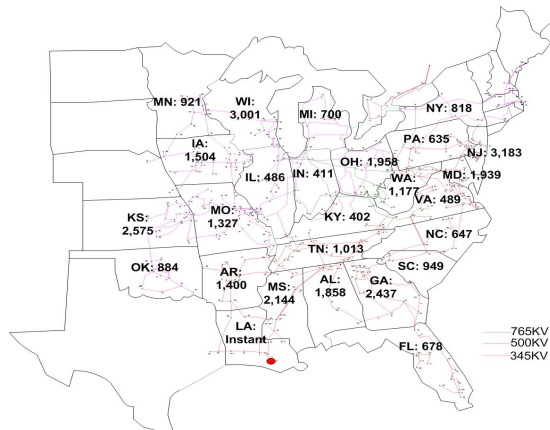 MN: 921
WI:
3,001
MI: 700
NY: 818
IA:
1,504
PA: 635
NJ: 3,183
OH: 1,958
IL: 486
IN: 411
WA:
1,177
MD: 1,939
VA: 489
KS:
2,575
MO:
1,327
KY: 402
NC: 647
TN: 1,013
OK: 884
AR:
1,400
MS:
2,144
AL:
1,858
GA:
2,437
SC: 949
LA:
Instant
FL: 678
765KV
500KV
345KV